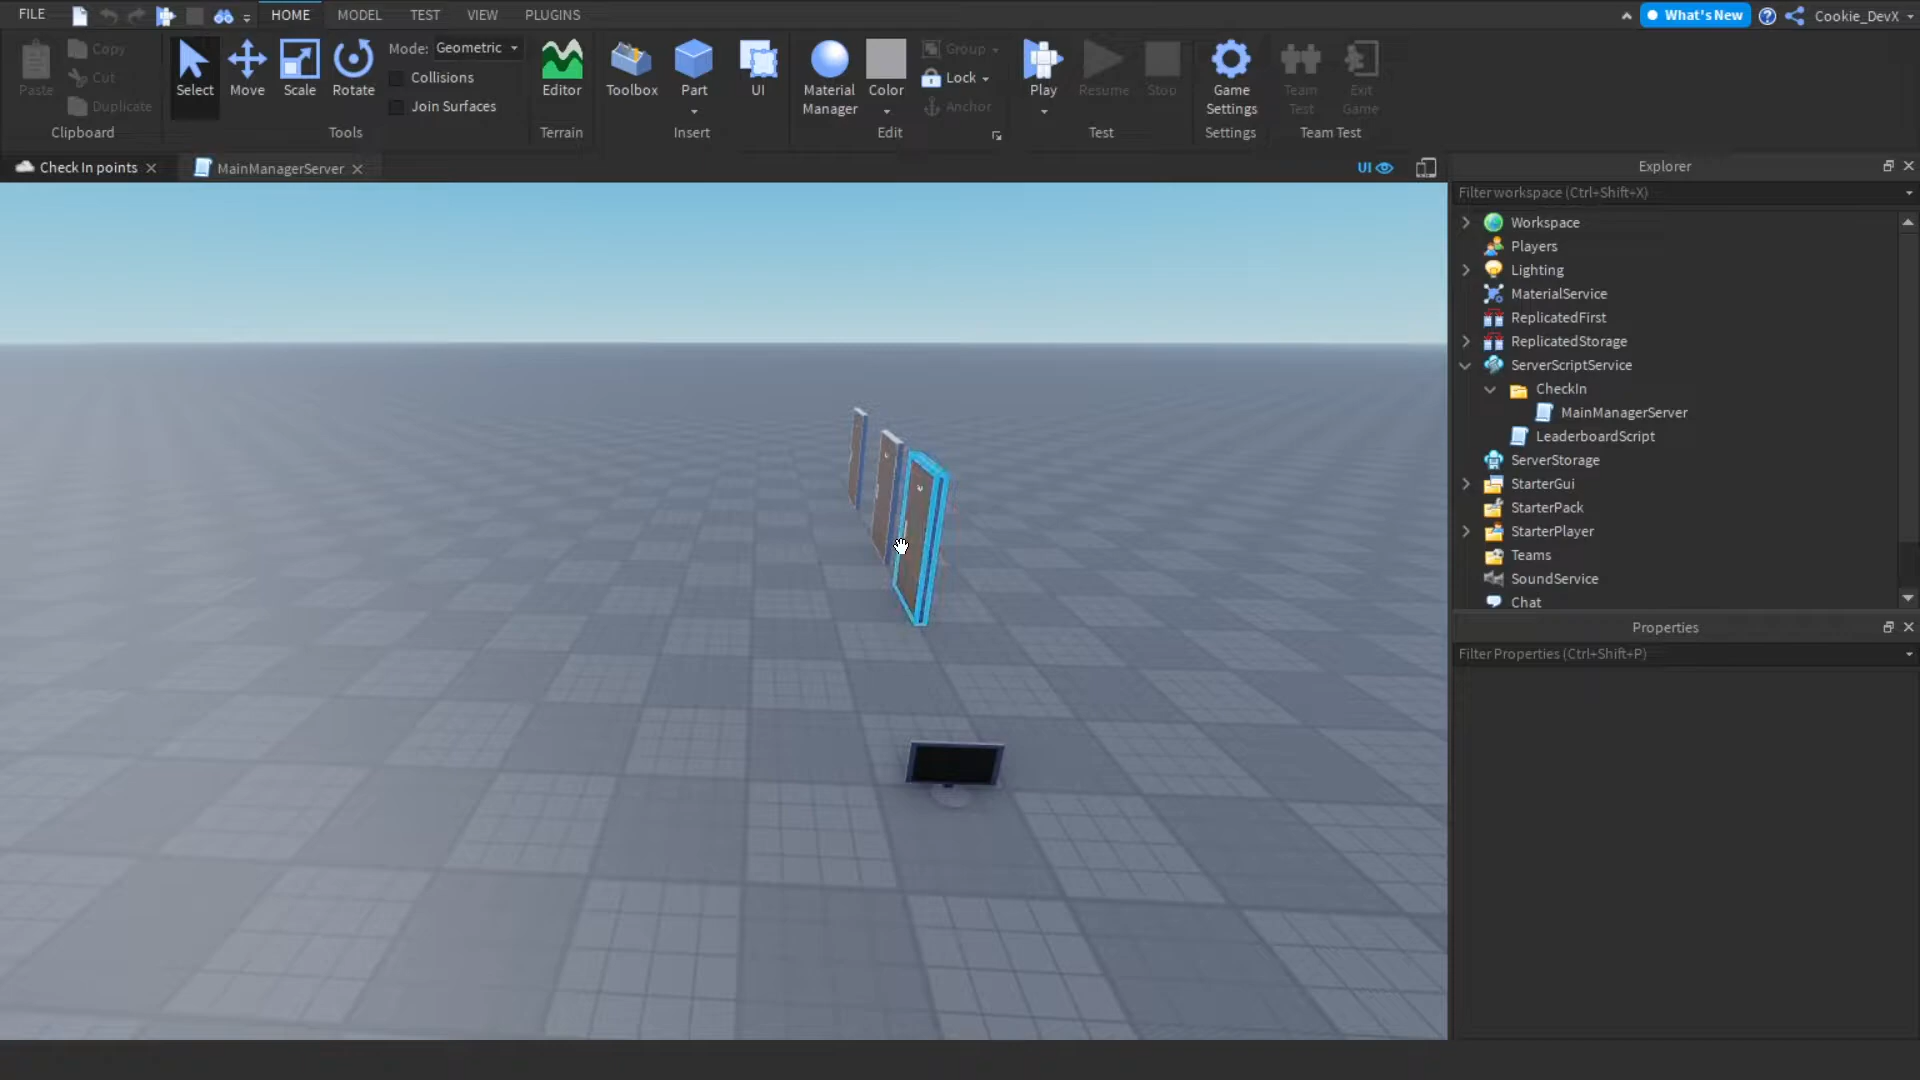 FILE HOME MODEL TEST VIEW PLUGINS What's New Cookie_DevX
Paste Copy Cut Duplicate
Clipboard
Select Move Scale Rotate
Mode: Geometric
Collisions
Join Surfaces
Tools
Editor
Terrain
Toolbox Part UI
Insert
Material Manager Color Group Lock Anchor
Edit
Play Resume Stop
Test
Game Settings
Settings
Team Test Exit Game
Team Test
Check In points MainManagerServer UI
Explorer
Filter workspace (Ctrl+Shift+X)
Workspace
Players
Lighting
MaterialService
ReplicatedFirst
ReplicatedStorage
ServerScriptService
CheckIn
MainManagerServer
LeaderboardScript
ServerStorage
StarterGui
StarterPack
StarterPlayer
Teams
SoundService
Chat
Properties
Filter Properties (Ctrl+Shift+P)